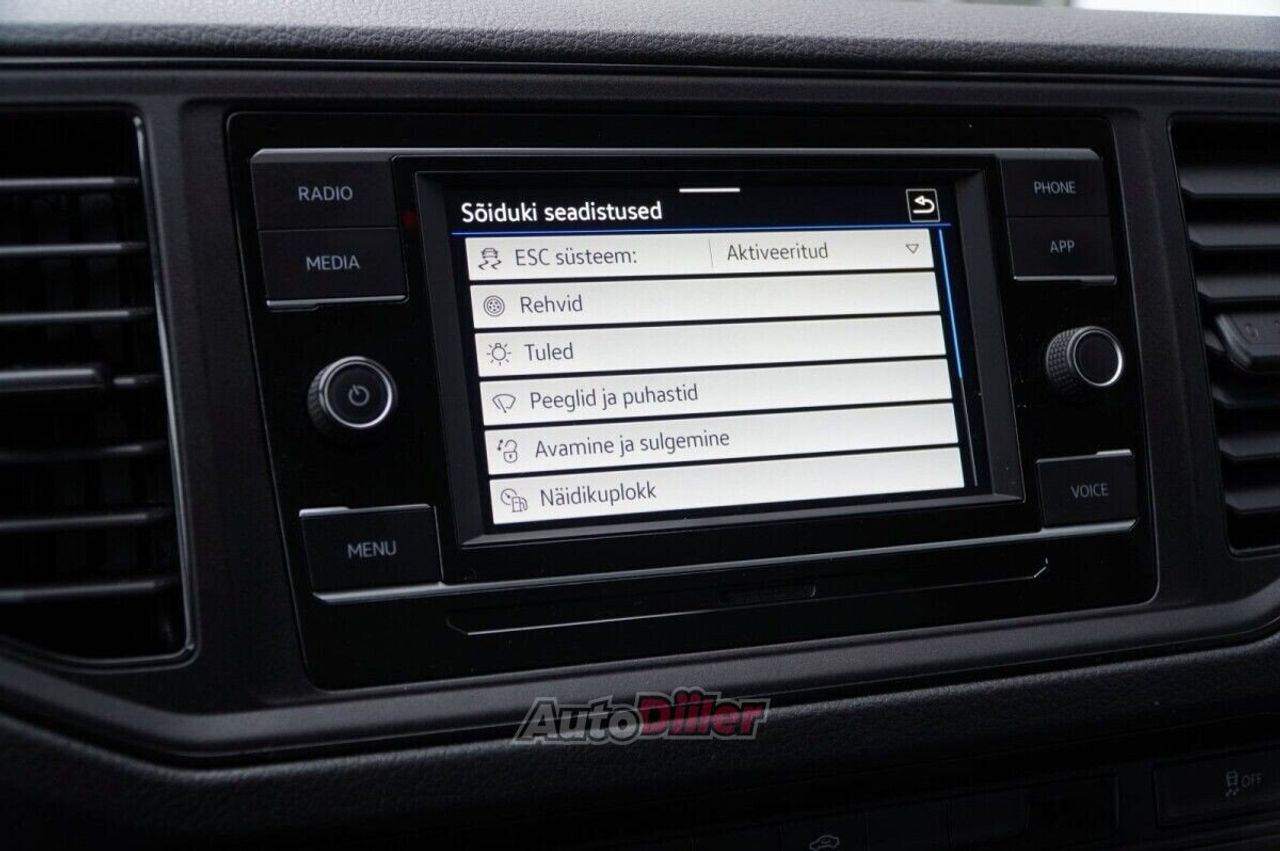 RADIO
MEDIA
MENU
Sõiduki seadistused
ESC süsteem: Aktiveeritud
Rehvid
Tuled
Peeglid ja puhastid
Avamine ja sulgemine
Näidikuplokk
PHONE
APP
VOICE
AutoDiiler
OFF